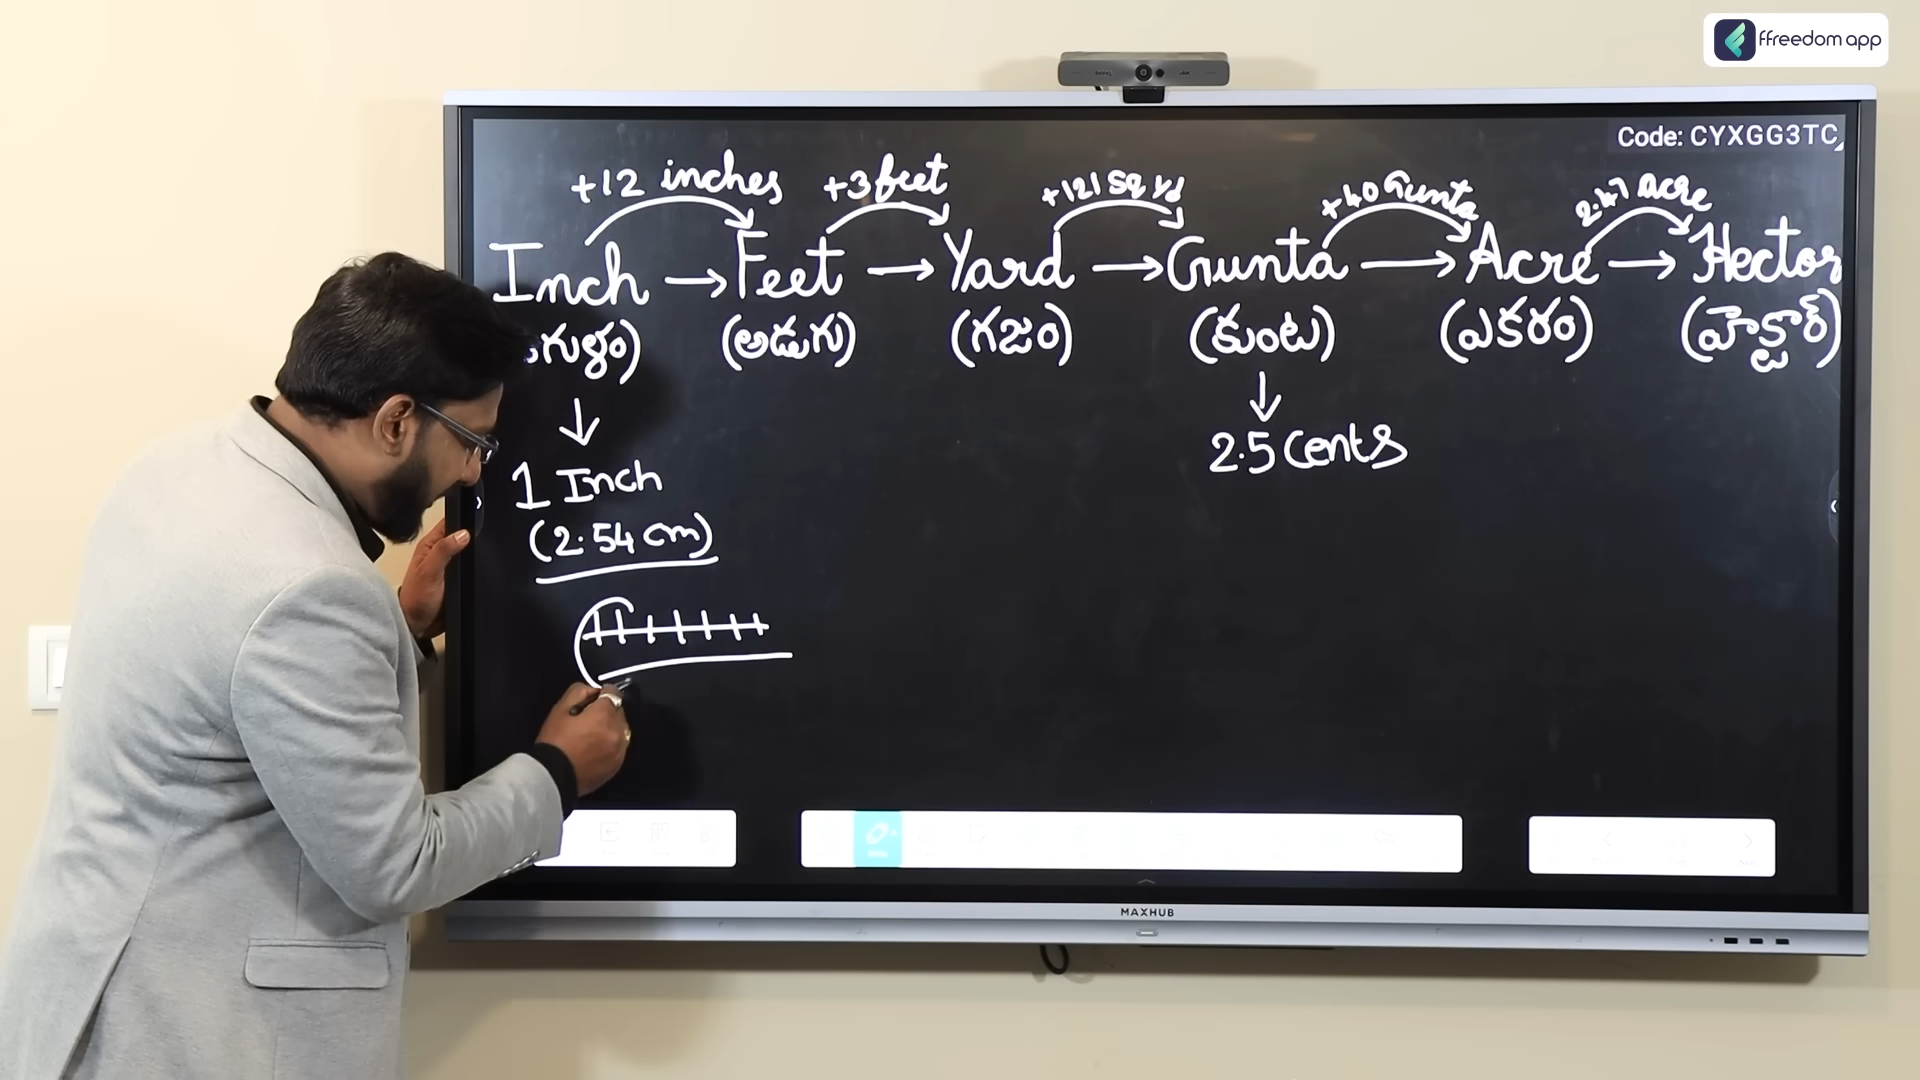 ffreedom app
Code: CYXGG3TC
+12 inches +3 feet +121 Sq yd +40 Gunta 2.47 Acre
Inch → Feet → Yard → Gunta → Acre → Hector
(అడుగు) (గజం) (కుంట) (ఎకరం) (హెక్టార్)
↓ ↓
1 Inch 2.5 Cents
(2.54 cm)
MAXHUB